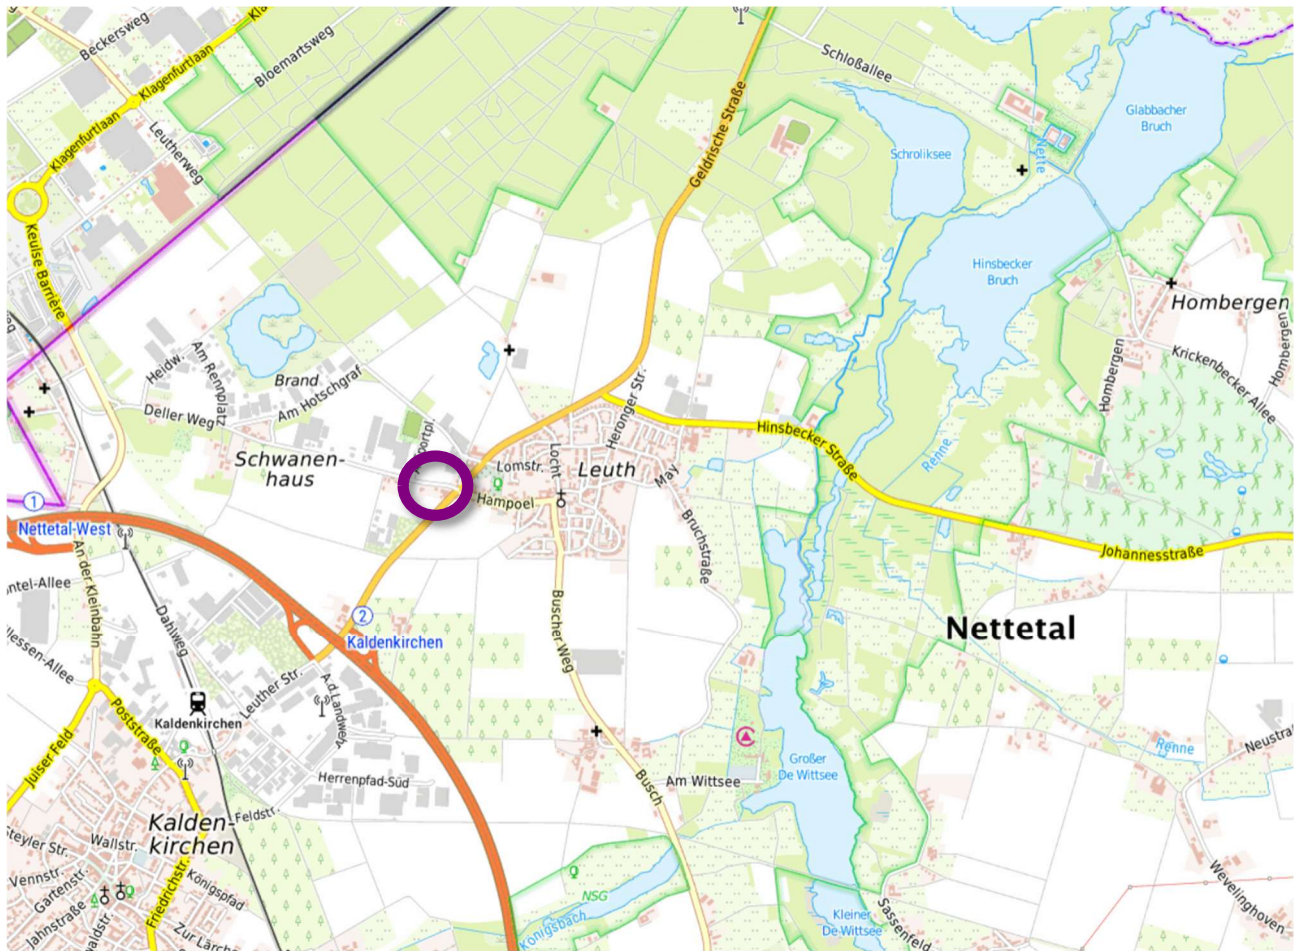 Beckersweg
Klagenfurtlaan
Bloemartsweg
Klagenfurtlaan
Leutherweg
Keulse Barrière
Schloßallee
Geldrische Straße
Glabbacher
Bruch
Schroliksee
Nette
Hinsbecker
Bruch
Hombergen
Hombergen
Hombergen
Krickenbecker Allee
Heidw.
Am Rennplatz
Brand
Am Hotschgraf
Deller Weg
Schwanen-
haus
Lomstr.
Locht
Heronger Str.
Leuth
May
Hampoel
Hinsbecker Straße
Renne
Johannesstraße
Bruchstraße
1
Nettetal-West
An der Kleinbahn
Dahlweg
2
Kaldenkirchen
Buscher Weg
Nettetal
Leuther Str.
A.d.Landwehr
Kaldenkirchen
Poststraße
Juiser Feld
Herrenpfad-Süd
Feldstr.
Kalden-
kirchen
Wallstr.
Vennstr.
Gartenstr.
Jahnstraße
Friedrichstr.
Königspfad
Busch
Am Wittsee
Großer
De Wittsee
Renne
NSG
Königsbach
Kleiner
De Wittsee
Sassenfeld
Wevelinghoven